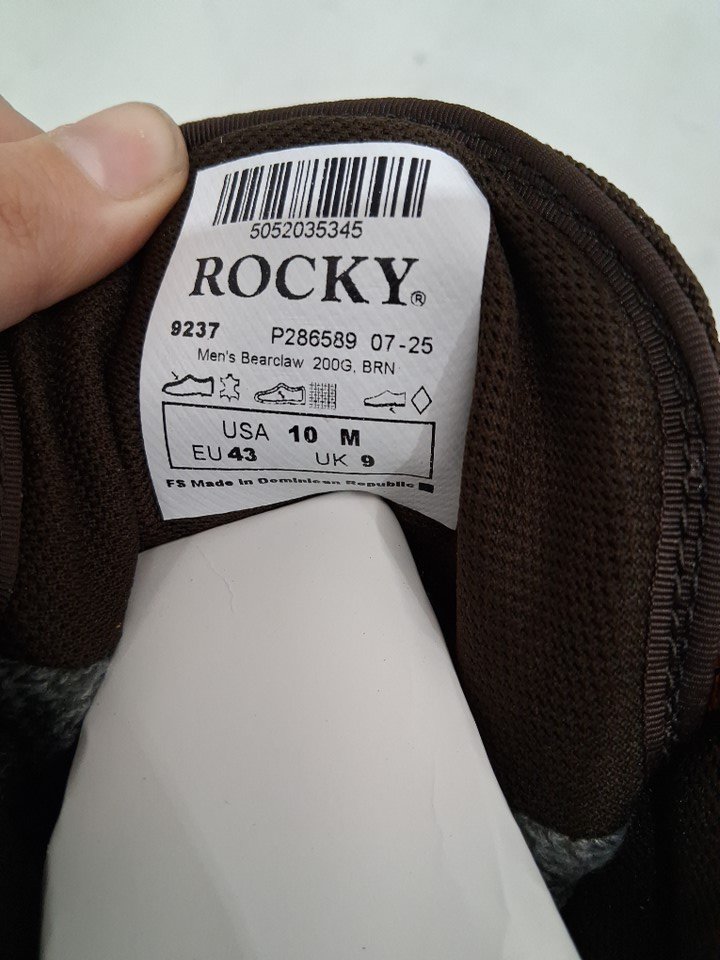 5052035345
ROCKY®
9237 P286589 07-25
Men's Bearclaw 200G, BRN
USA 10 M
EU 43 UK 9
FS Made in Dominican Republic